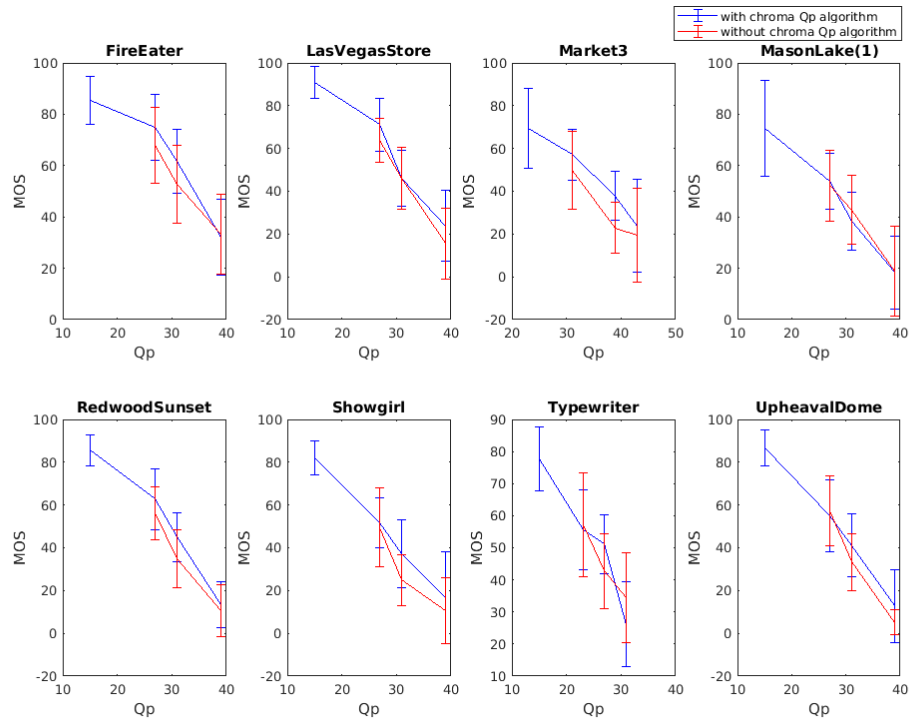 with chroma Qp algorithm
without chroma Qp algorithm
FireEater
LasVegasStore
Market3
MasonLake(1)
100
80
60
40
20
0
MOS
10 20 30 40
Qp
100
80
60
40
20
0
-20
MOS
10 20 30 40
Qp
100
80
60
40
20
0
-20
MOS
20 30 40 50
Qp
100
80
60
40
20
0
MOS
10 20 30 40
Qp
RedwoodSunset
Showgirl
Typewriter
UpheavalDome
100
80
60
40
20
0
-20
MOS
10 20 30 40
Qp
100
80
60
40
20
0
-20
MOS
10 20 30 40
Qp
90
80
70
60
50
40
30
20
10
MOS
10 20 30 40
Qp
100
80
60
40
20
0
-20
MOS
10 20 30 40
Qp